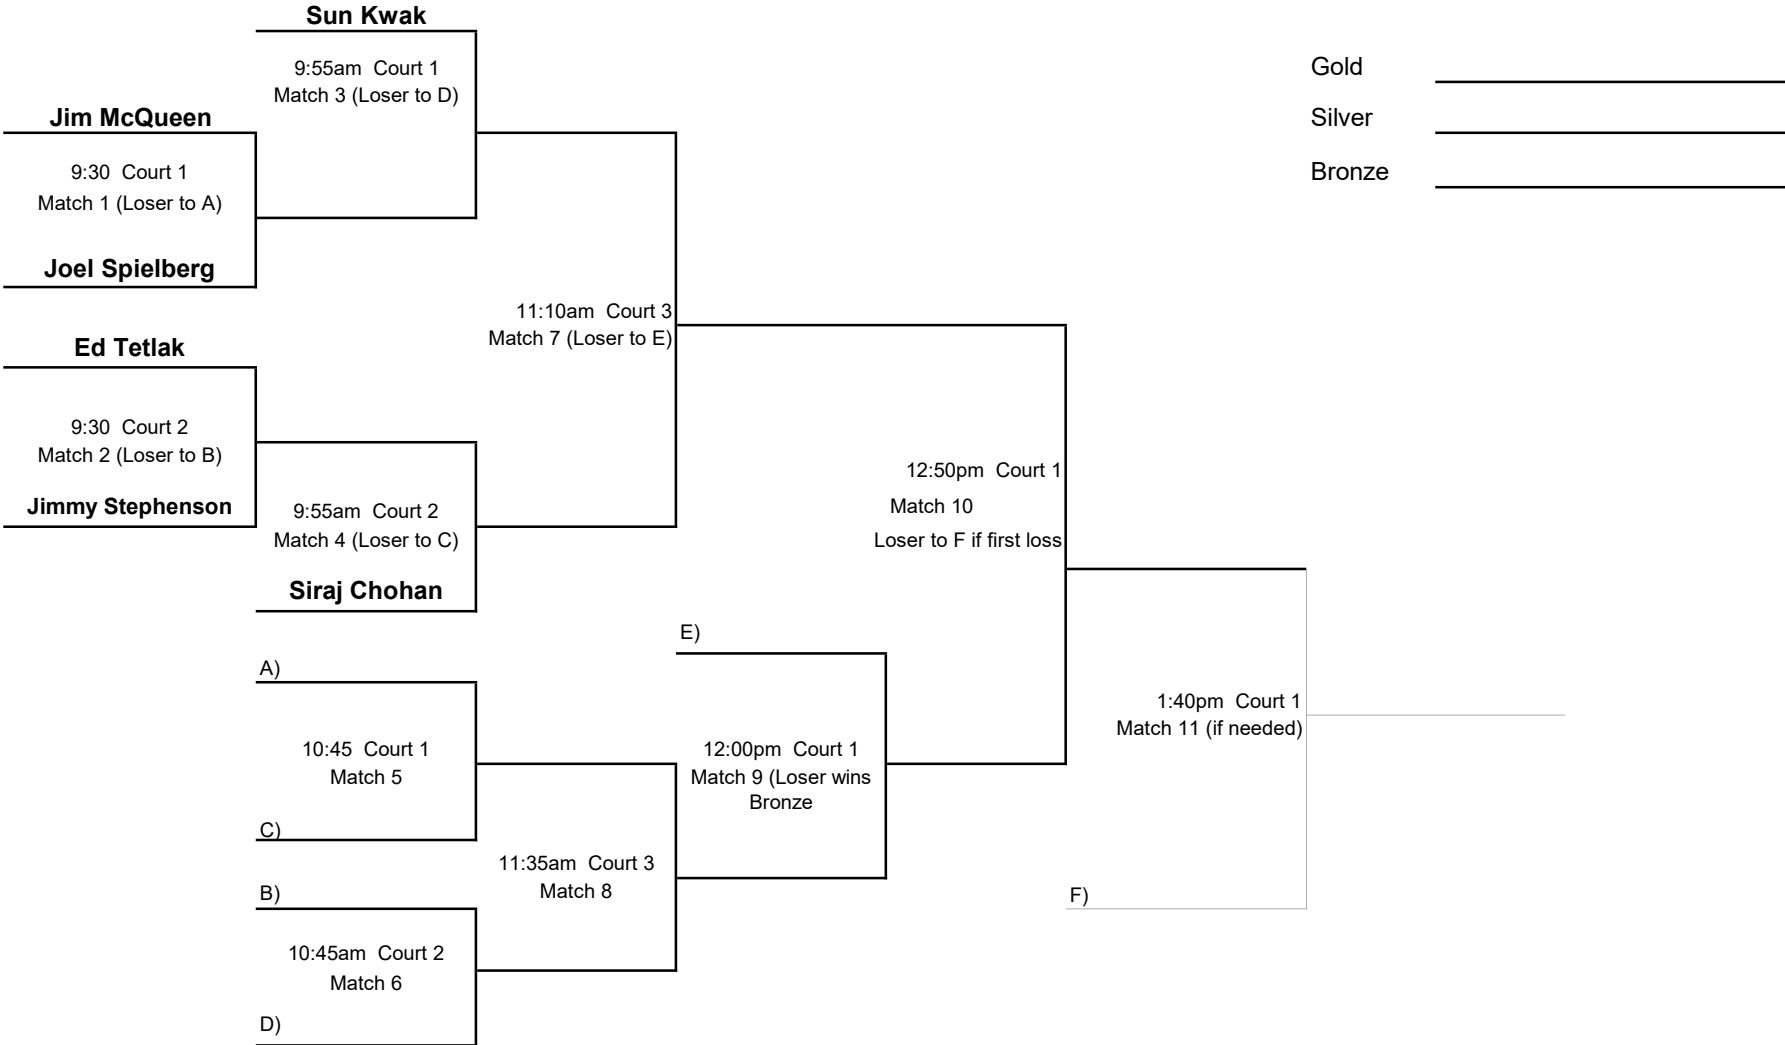 Sun Kwak
9:55am  Court 1
Match 3 (Loser to D)
Gold
Silver
Bronze
Jim McQueen
9:30  Court 1
Match 1 (Loser to A)
Joel Spielberg
11:10am  Court 3
Match 7 (Loser to E)
Ed Tetlak
9:30  Court 2
Match 2 (Loser to B)
Jimmy Stephenson
9:55am  Court 2
Match 4 (Loser to C)
Siraj Chohan
12:50pm  Court 1
Match 10
Loser to F if first loss
E)
A)
10:45  Court 1
Match 5
C)
12:00pm  Court 1
Match 9 (Loser wins
Bronze
1:40pm  Court 1
Match 11 (if needed)
11:35am  Court 3
Match 8
B)
F)
10:45am  Court 2
Match 6
D)